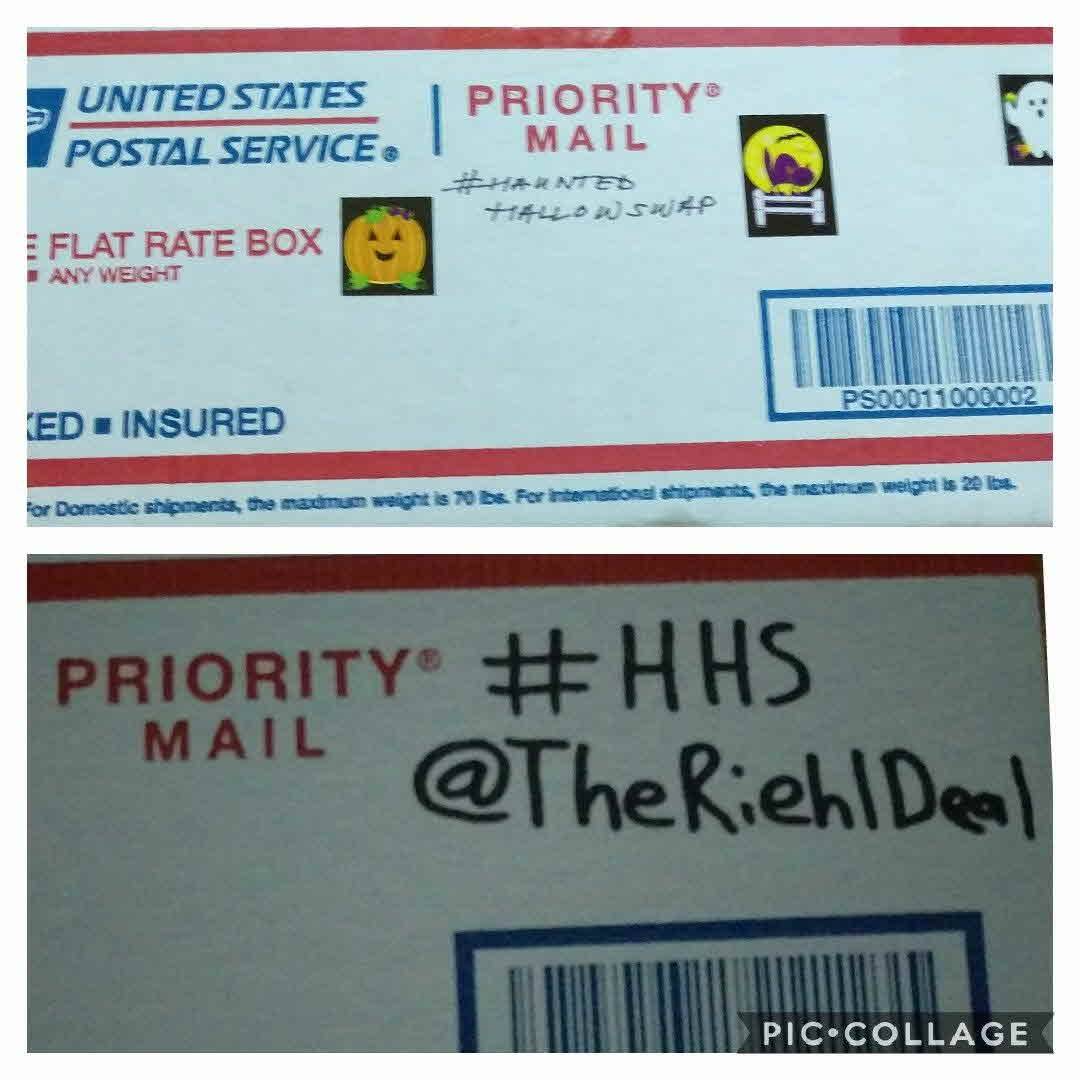 UNITED STATES
POSTAL SERVICE®
PRIORITY®
MAIL
#HAUNTED
HALLOWSWAP
FLAT RATE BOX
■ ANY WEIGHT
KED ■ INSURED
PS00011000002
For Domestic shipments, the maximum weight is 70 lbs. For International shipments, the maximum weight is 20 lbs.
PRIORITY®
MAIL
#HHS
@TheRiehlDeal
PIC•COLLAGE